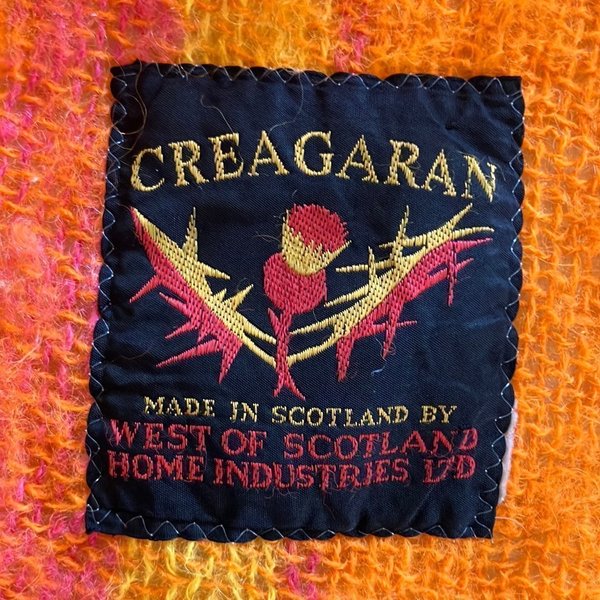 CREAGARAN
MADE IN SCOTLAND BY
WEST OF SCOTLAND
HOME INDUSTRIES LTD